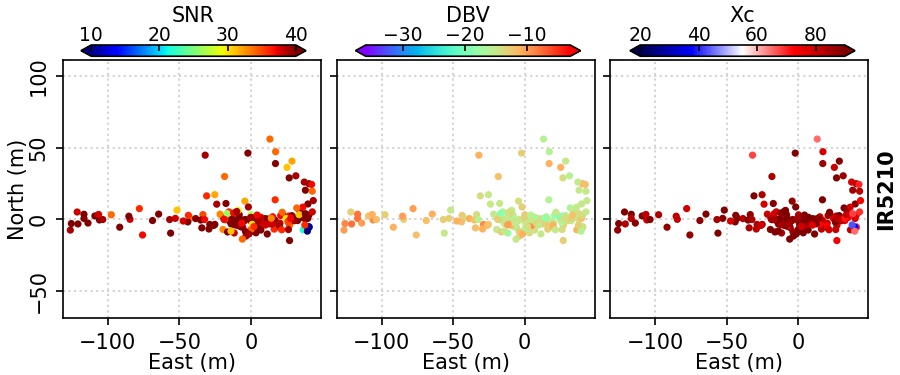 SNR DBV Xc
10 20 30 40 −30 −20 −10 20 40 60 80
100
50
0
−50
North (m)
−100 −50 0 −100 −50 0 −100 −50 0
East (m) East (m) East (m)
IR5210